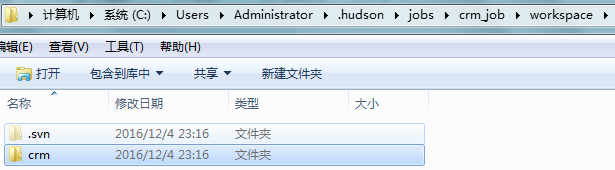 计算机 ▸ 系统 (C:) ▸ Users ▸ Administrator ▸ .hudson ▸ jobs ▸ crm_job ▸ workspace ▸
编辑(E) 查看(V) 工具(T) 帮助(H)
打开 包含到库中 共享 新建文件夹
名称 修改日期 类型 大小
.svn 2016/12/4 23:16 文件夹
crm 2016/12/4 23:16 文件夹